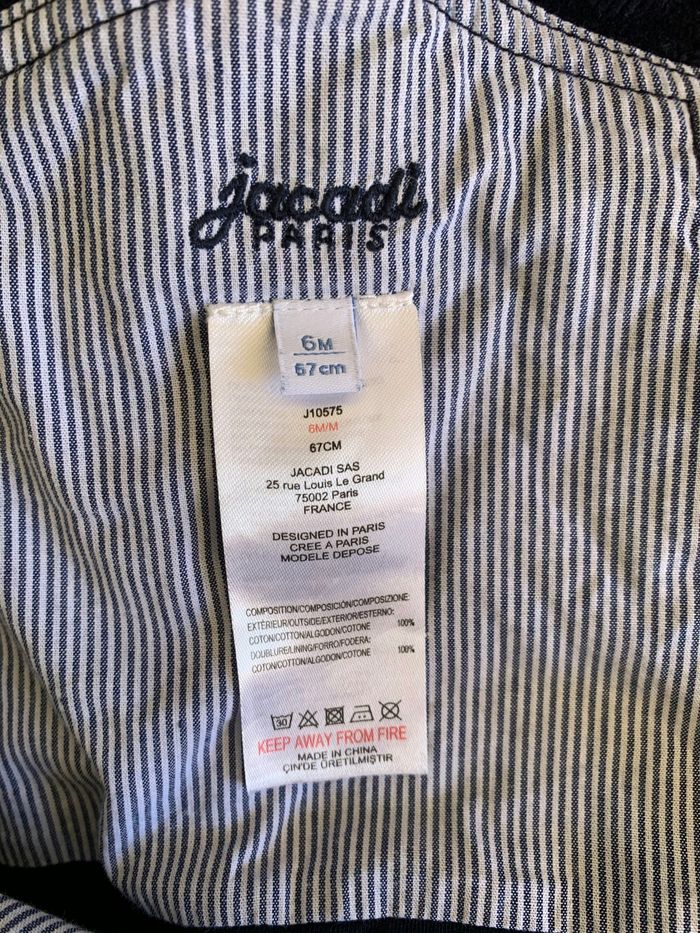 jacadi
PARIS
6M
67cm
J10575
6M/M
67CM
JACADI SAS
25 rue Louis Le Grand
75002 Paris
FRANCE
DESIGNED IN PARIS
CREE A PARIS
MODELE DEPOSE
COMPOSITION/COMPOSICIÓN/COMPOSIZIONE:
EXTÉRIEUR/OUTSIDE/EXTERIOR/ESTERNO:
COTON/COTTON/ALGODON/COTONE 100%
DOUBLURE/LINING/FORRO/FODERA:
COTON/COTTON/ALGODON/COTONE 100%
30
KEEP AWAY FROM FIRE
MADE IN CHINA
ÇIN'DE ÜRETILMIŞTIR